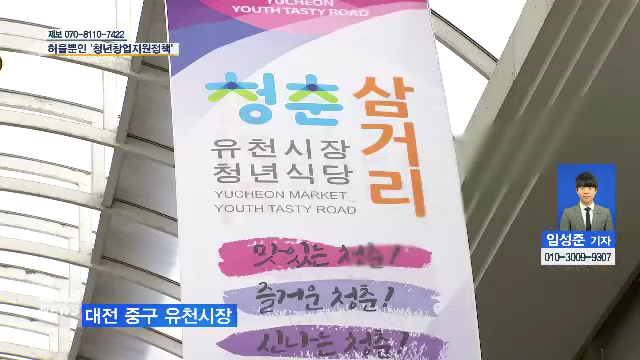 제보 070-8110-7422
허울뿐인 '청년창업지원정책'
YUCHEON
YOUTH TASTY ROAD
청춘
삼거리
유천시장
청년식당
YUCHEON MARKET
YOUTH TASTY ROAD
맛있는 청춘!
즐거운 청춘!
신나는 청춘!
임성준 기자
010-3009-9307
NEWS
대전 중구 유천시장